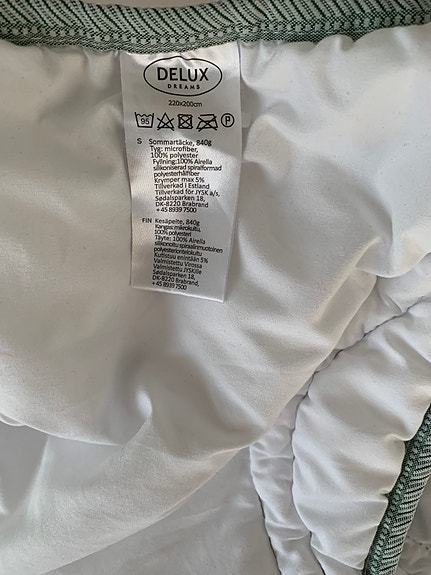 DELUX
DREAMS
220x200cm
95 P
S Sommartäcke, 840g
Tyg: microfiber,
100% polyester
Fyllning:100% Airella
silikoniserad spiralformad
polyesterhålfiber
Krymper max 5%
Tillverkad i Estland
Tillverkad för JYSK a/s,
Sødalsparken 18,
DK-8220 Brabrand
+45 8939 7500
FIN Kesäpeite, 840g
Kangas: mikrokuitu,
100% polyesteri
Täyte: 100% Airella
silikonoitu spiraalinmuotoinen
polyesterionttelokuitu
Kutistuu enintään 5%
Valmistettu Virossa
Valmistettu JYSKille
Sødalsparken 18,
DK-8220 Brabrand,
+45 8939 7500